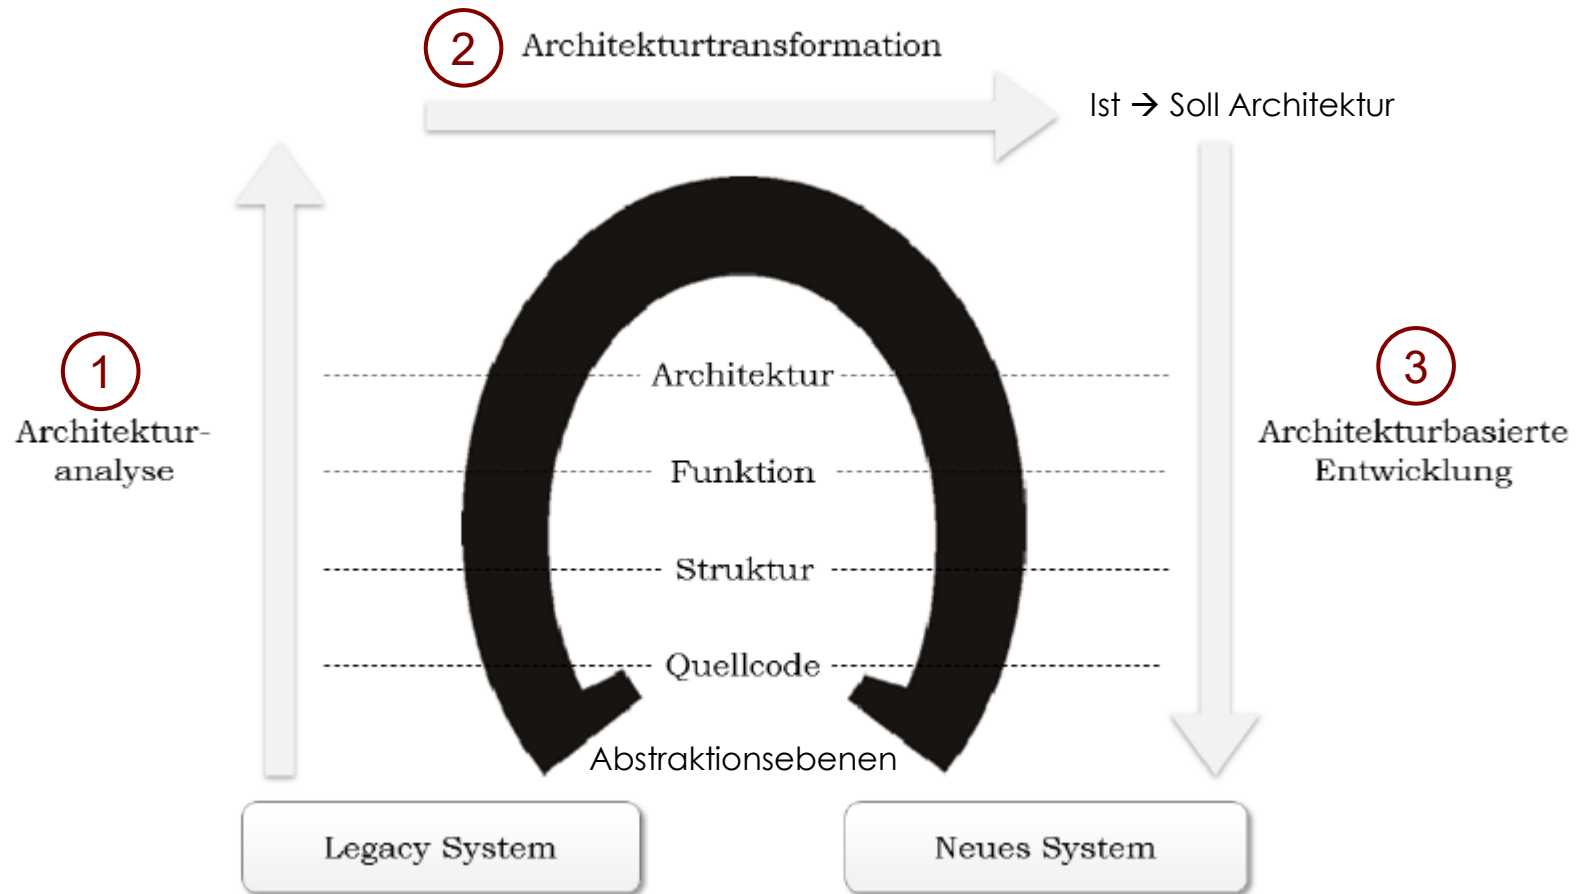 2 Architekturtransformation
Ist → Soll Architektur
1
Architektur-
analyse
Architektur
Funktion
Struktur
Quellcode
Abstraktionsebenen
3
Architekturbasierte
Entwicklung
Legacy System
Neues System